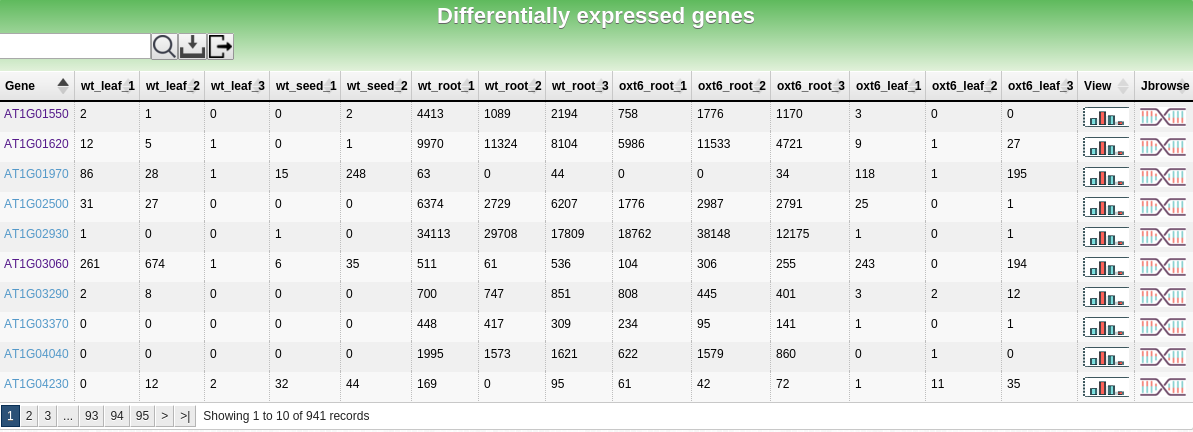 Differentially expressed genes
Gene wt_leaf_1 wt_leaf_2 wt_leaf_3 wt_seed_1 wt_seed_2 wt_root_1 wt_root_2 wt_root_3 oxt6_root_1 oxt6_root_2 oxt6_root_3 oxt6_leaf_1 oxt6_leaf_2 oxt6_leaf_3 View Jbrowse
AT1G01550 2 1 0 0 2 4413 1089 2194 758 1776 1170 3 0 0
AT1G01620 12 5 1 0 1 9970 11324 8104 5986 11533 4721 9 1 27
AT1G01970 86 28 1 15 248 63 0 44 0 0 34 118 1 195
AT1G02500 31 27 0 0 0 6374 2729 6207 1776 2987 2791 25 0 1
AT1G02930 1 0 0 1 0 34113 29708 17809 18762 38148 12175 1 0 1
AT1G03060 261 674 1 6 35 511 61 536 104 306 255 243 0 194
AT1G03290 2 8 0 0 0 700 747 851 808 445 401 3 2 12
AT1G03370 0 0 0 0 0 448 417 309 234 95 141 1 0 1
AT1G04040 0 0 0 0 0 1995 1573 1621 622 1579 860 0 1 0
AT1G04230 0 12 2 32 44 169 0 95 61 42 72 1 11 35
1 2 3 ... 93 94 95 > >| Showing 1 to 10 of 941 records